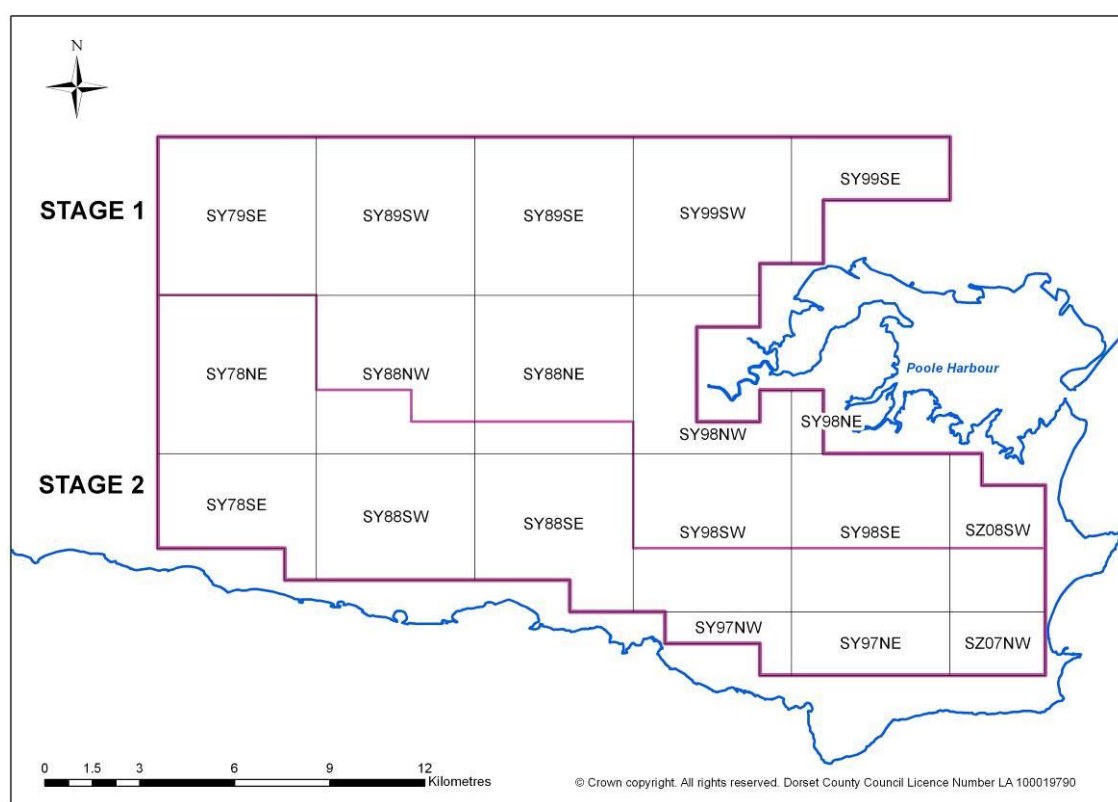 N
STAGE 1
SY79SE
SY89SW
SY89SE
SY99SW
SY99SE
SY78NE
SY88NW
SY88NE
Poole Harbour
SY98NW
SY98NE
STAGE 2
SY78SE
SY88SW
SY88SE
SY98SW
SY98SE
SZ08SW
SY97NW
SY97NE
SZ07NW
0 1.5 3 6 9 12
Kilometres
© Crown copyright. All rights reserved. Dorset County Council Licence Number LA 100019790